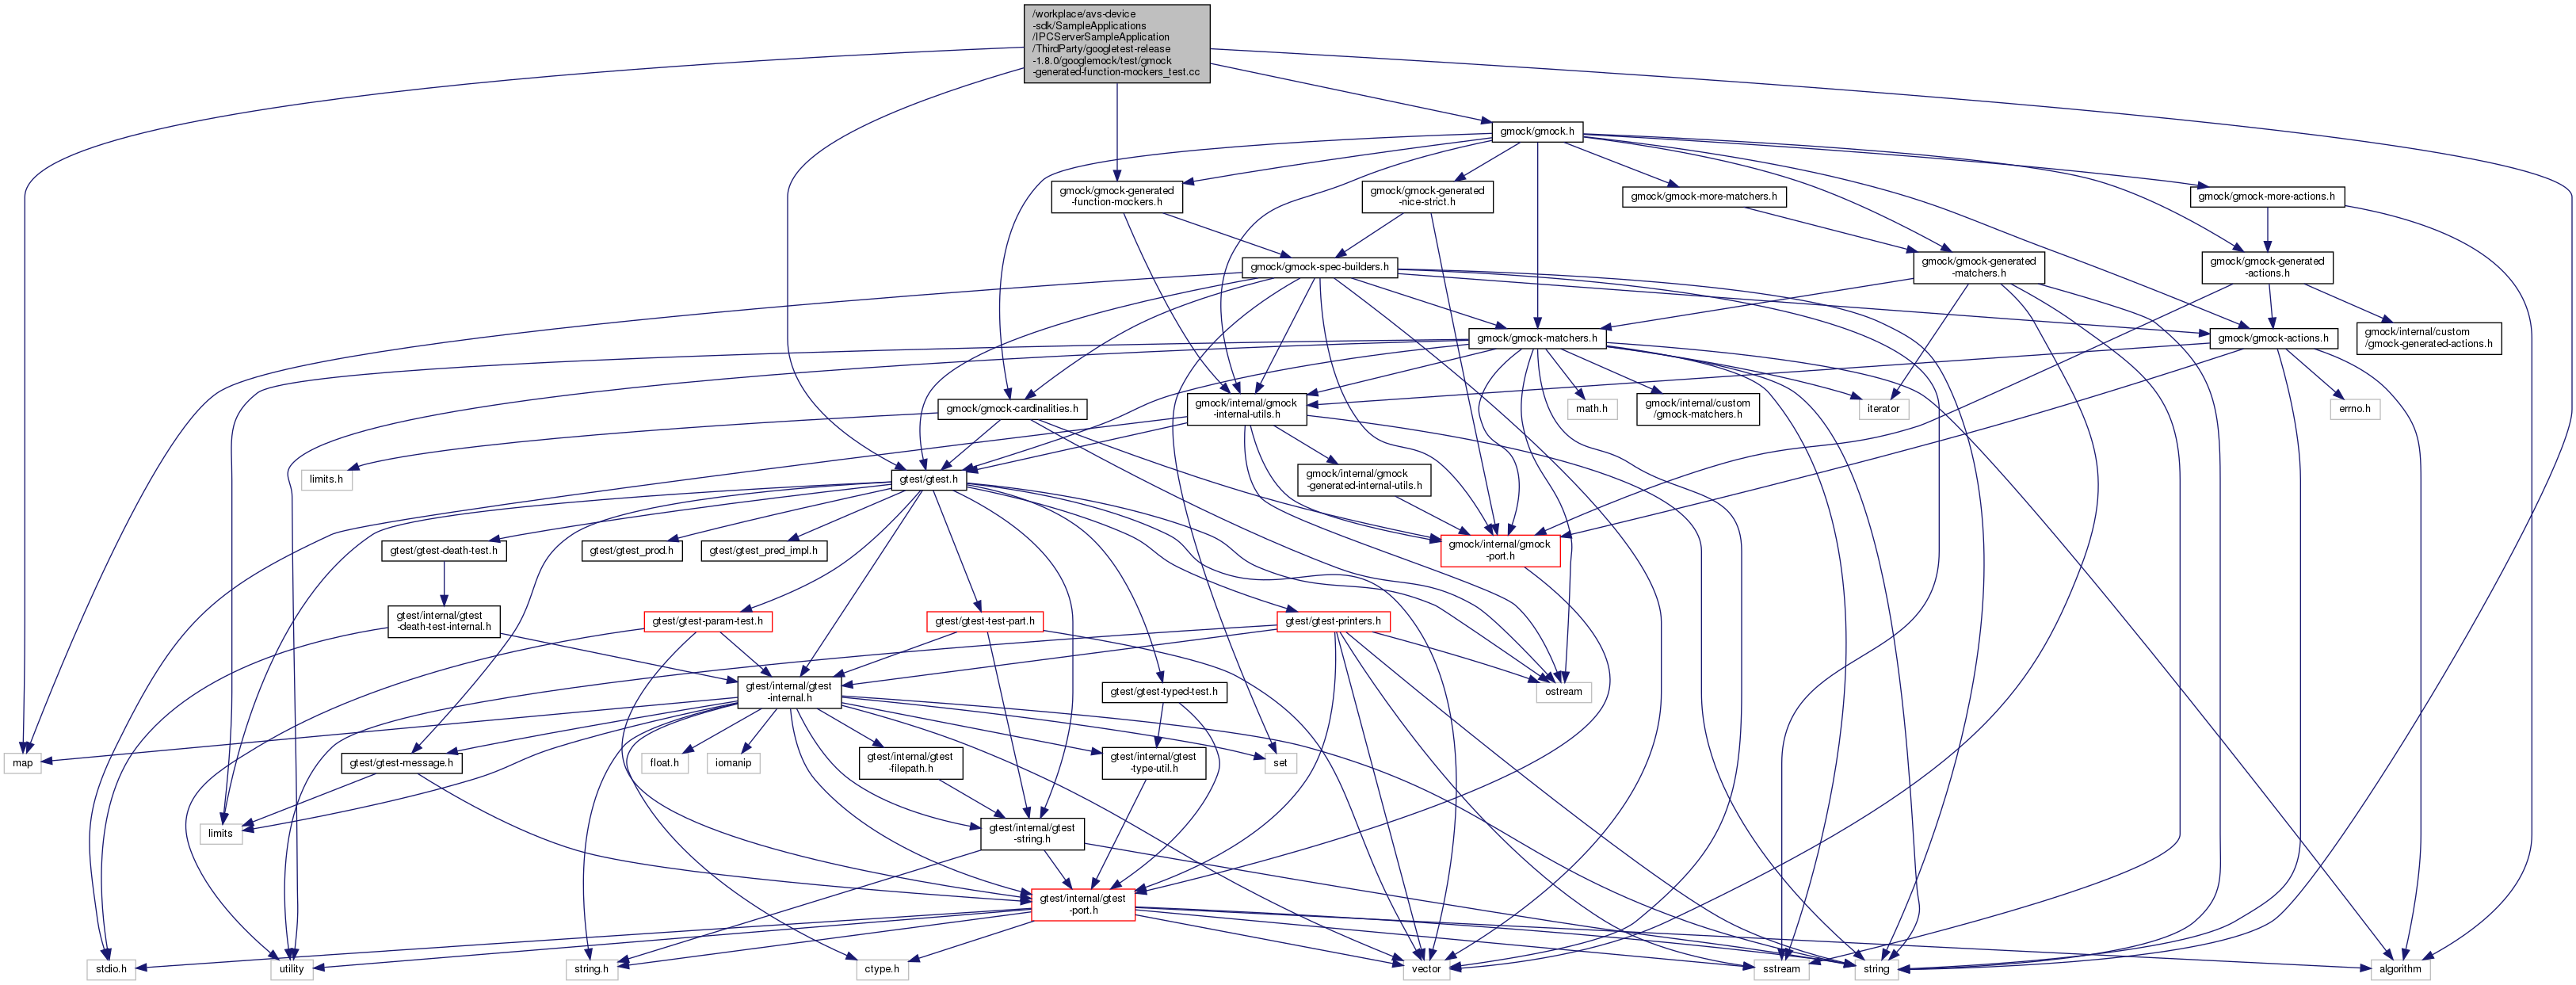 /workplace/avs-device
-sdk/SampleApplications
/IPCServerSampleApplication
/ThirdParty/googletest-release
-1.8.0/googlemock/test/gmock
-generated-function-mockers_test.cc
gmock/gmock.h
gmock/gmock-generated
-function-mockers.h
gmock/gmock-generated
-nice-strict.h
gmock/gmock-more-matchers.h
gmock/gmock-more-actions.h
gmock/gmock-spec-builders.h
gmock/gmock-generated
-matchers.h
gmock/gmock-generated
-actions.h
gmock/gmock-matchers.h
gmock/gmock-actions.h
gmock/internal/custom
/gmock-generated-actions.h
gmock/gmock-cardinalities.h
gmock/internal/gmock
-internal-utils.h
math.h
gmock/internal/custom
/gmock-matchers.h
iterator
errno.h
limits.h
gtest/gtest.h
gmock/internal/gmock
-generated-internal-utils.h
gtest/gtest-death-test.h
gtest/gtest_prod.h
gtest/gtest_pred_impl.h
gmock/internal/gmock
-port.h
gtest/internal/gtest
-death-test-internal.h
gtest/gtest-param-test.h
gtest/gtest-test-part.h
gtest/gtest-printers.h
gtest/internal/gtest
-internal.h
gtest/gtest-typed-test.h
ostream
map
gtest/gtest-message.h
float.h
iomanip
gtest/internal/gtest
-filepath.h
gtest/internal/gtest
-type-util.h
set
limits
gtest/internal/gtest
-string.h
gtest/internal/gtest
-port.h
stdio.h
utility
string.h
ctype.h
vector
sstream
string
algorithm